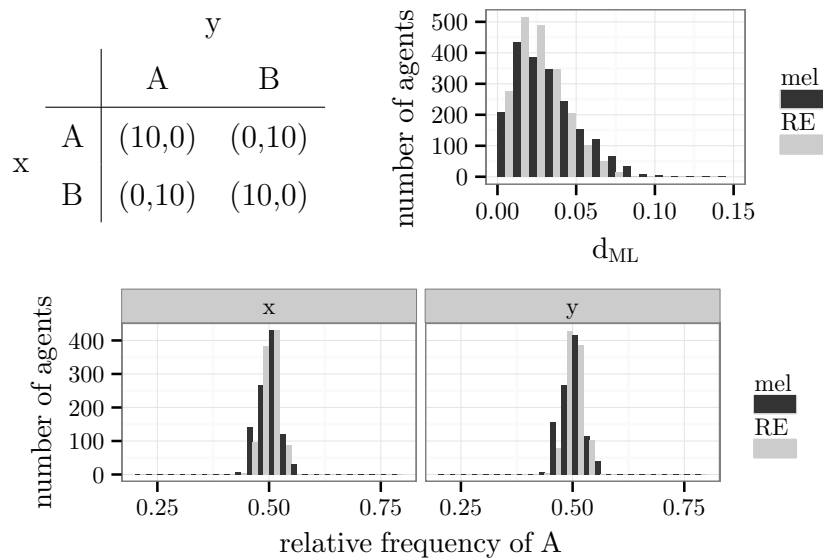 y
A B
x A (10,0) (0,10)
B (0,10) (10,0)
number of agents
500
400
300
200
100
0
0.00 0.05 0.10 0.15
d_ML
mel
RE
x y
number of agents
400
300
200
100
0
0.25 0.50 0.75 0.25 0.50 0.75
relative frequency of A
mel
RE